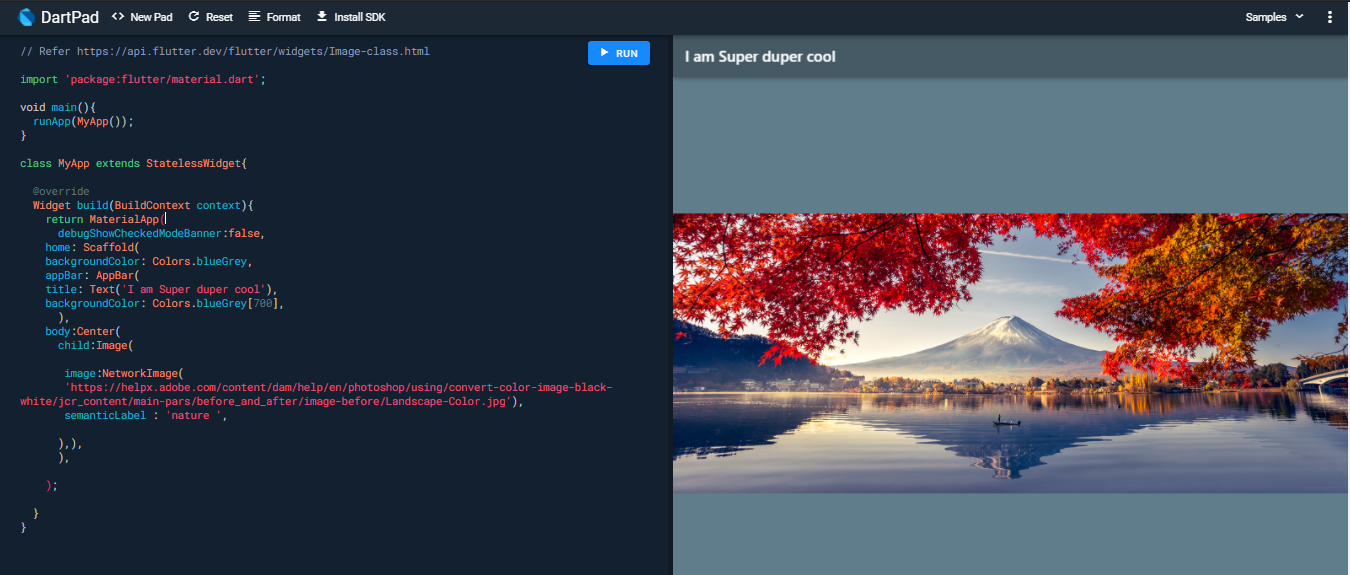 DartPad <> New Pad Reset Format Install SDK Samples
// Refer https://api.flutter.dev/flutter/widgets/Image-class.html
RUN
import 'package:flutter/material.dart';
void main(){
runApp(MyApp());
}
class MyApp extends StatelessWidget{
@override
Widget build(BuildContext context){
return MaterialApp(
debugShowCheckedModeBanner:false,
home: Scaffold(
backgroundColor: Colors.blueGrey,
appBar: AppBar(
title: Text('I am Super duper cool'),
backgroundColor: Colors.blueGrey[700],
),
body:Center(
child:Image(
image:NetworkImage(
'https://helpx.adobe.com/content/dam/help/en/photoshop/using/convert-color-image-black-
white/jcr_content/main-pars/before_and_after/image-before/Landscape-Color.jpg'),
semanticLabel : 'nature ',
),),
),
);
}
}
I am Super duper cool